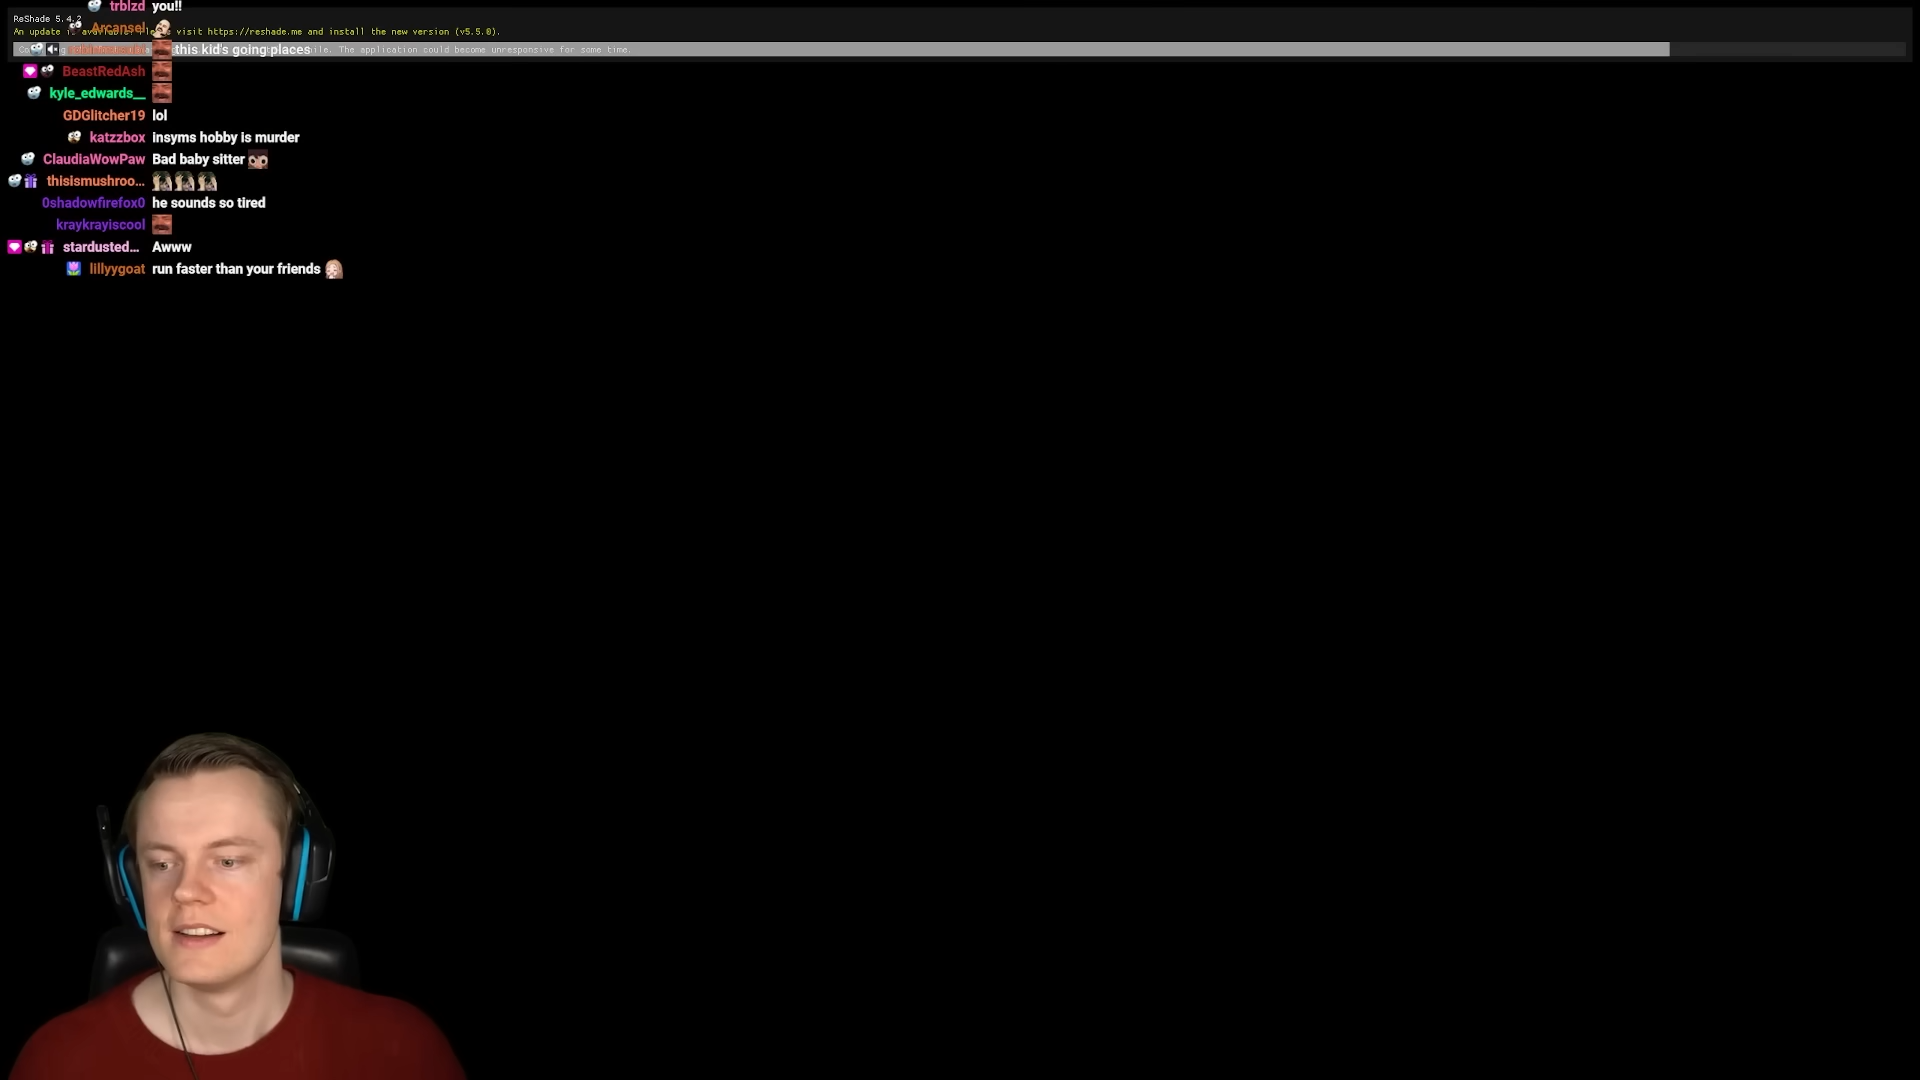 trblzd you!!
ReShade 5.4.2
Arcansel
An update is available! Please visit https://reshade.me and install the new version (v5.5.0).
this kid's going places
while. The application could become unresponsive for some time.
BeastRedAsh
kyle_edwards__
GDGlitcher19 lol
katzzbox insyms hobby is murder
ClaudiaWowPaw Bad baby sitter
thisismushroo...
0shadowfirefox0 he sounds so tired
kraykrayiscool
stardusted... Awww
lillyygoat run faster than your friends